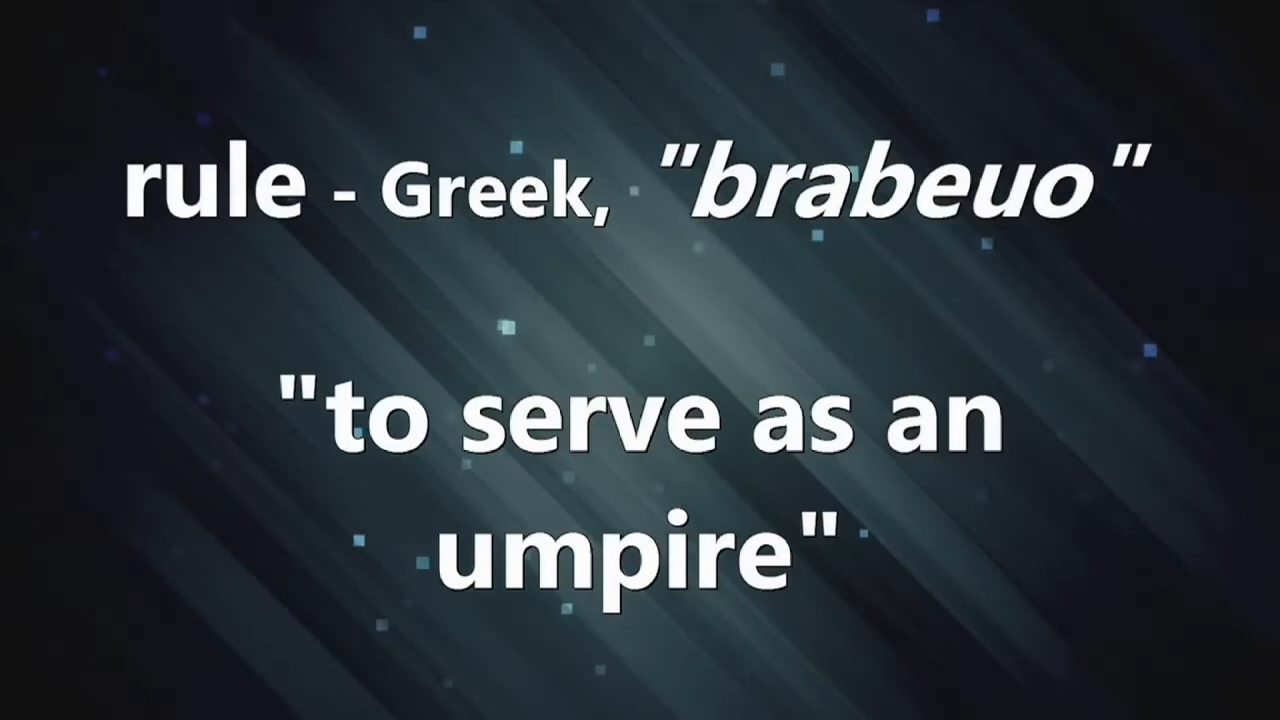 rule - Greek, "brabeuo"
"to serve as an
umpire"